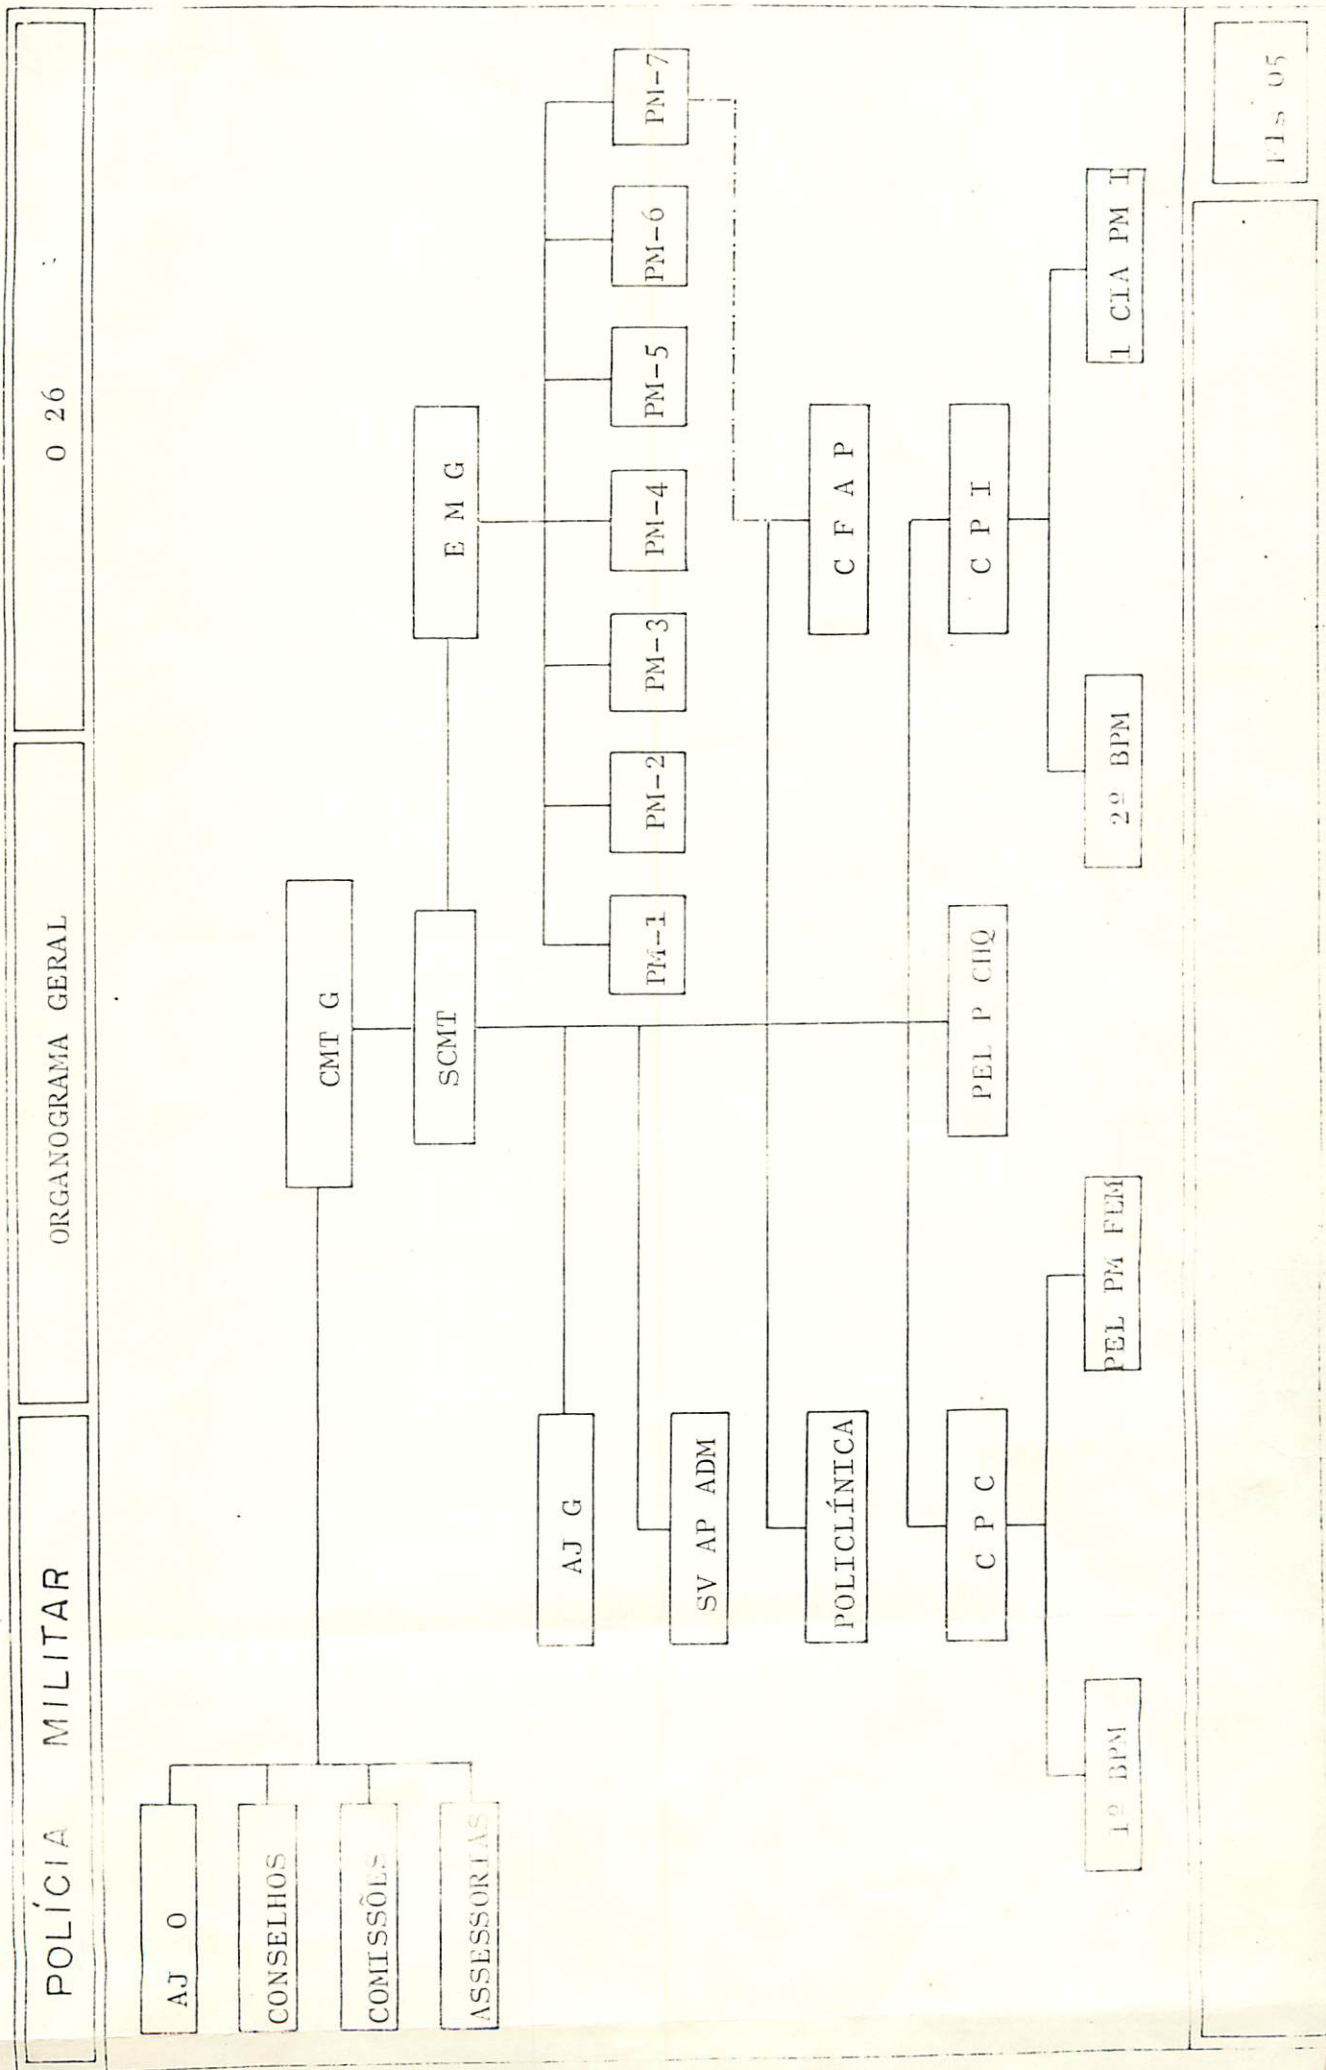 POLÍCIA MILITAR
ORGANOGRAMA GERAL
O 26
AJ O
CONSELHOS
COMISSÕES
ASSESSORIAS
CMT G
SCMT
E M G
AJ G
PM-1
PM-2
PM-3
PM-4
PM-5
PM-6
PM-7
SV AP ADM
POLICLÍNICA
C F A P
C P C
PEL P CHQ
C P I
1º BPM
PEL PM FEM
2º BPM
1 CIA PM I
Fls 05